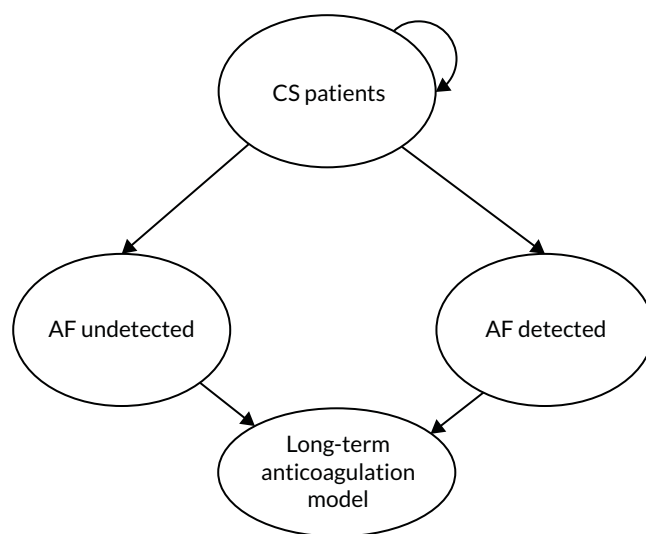 CS patients
AF undetected
AF detected
Long-term
anticoagulation
model